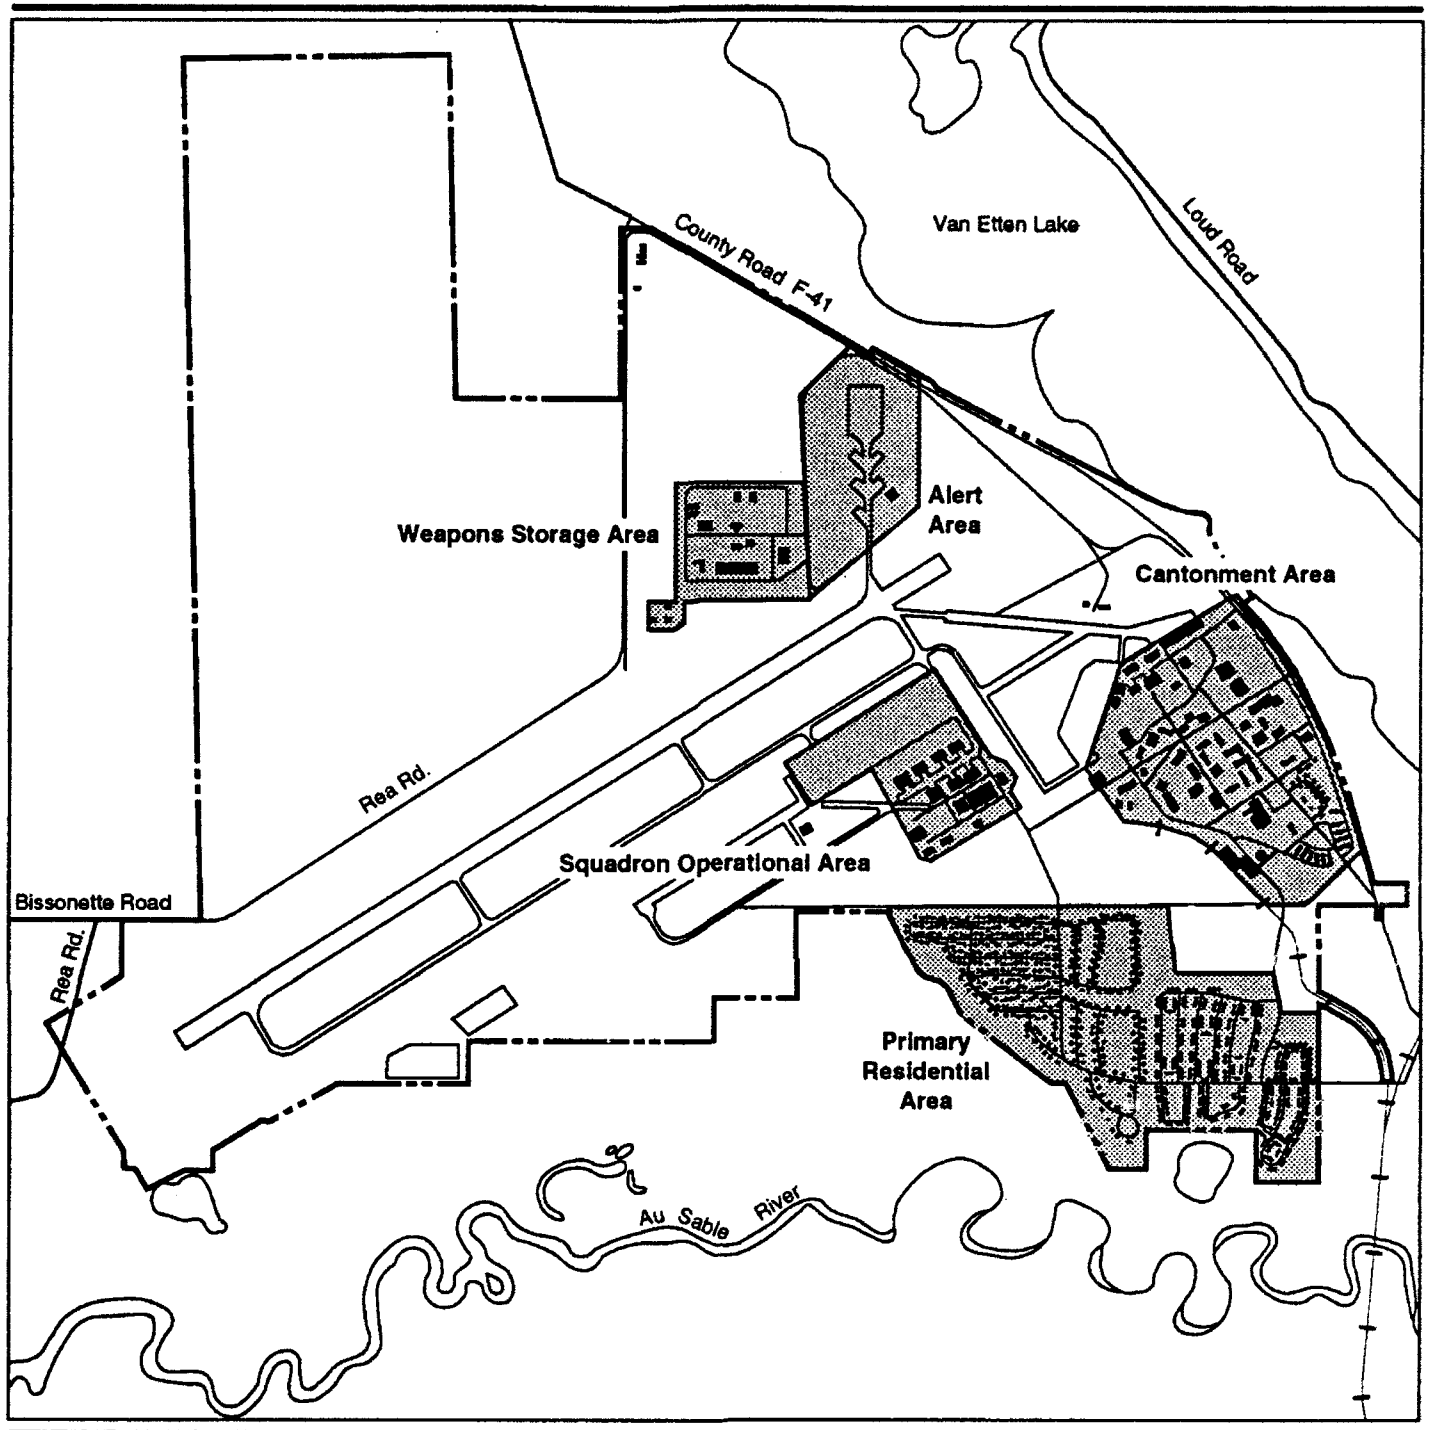 County Road F-41
Van Etten Lake
Loud Road
Weapons Storage Area
Alert
Area
Cantonment Area
Rea Rd.
Squadron Operational Area
Bissonette Road
Rea Rd.
Primary
Residential
Area
Au Sable River